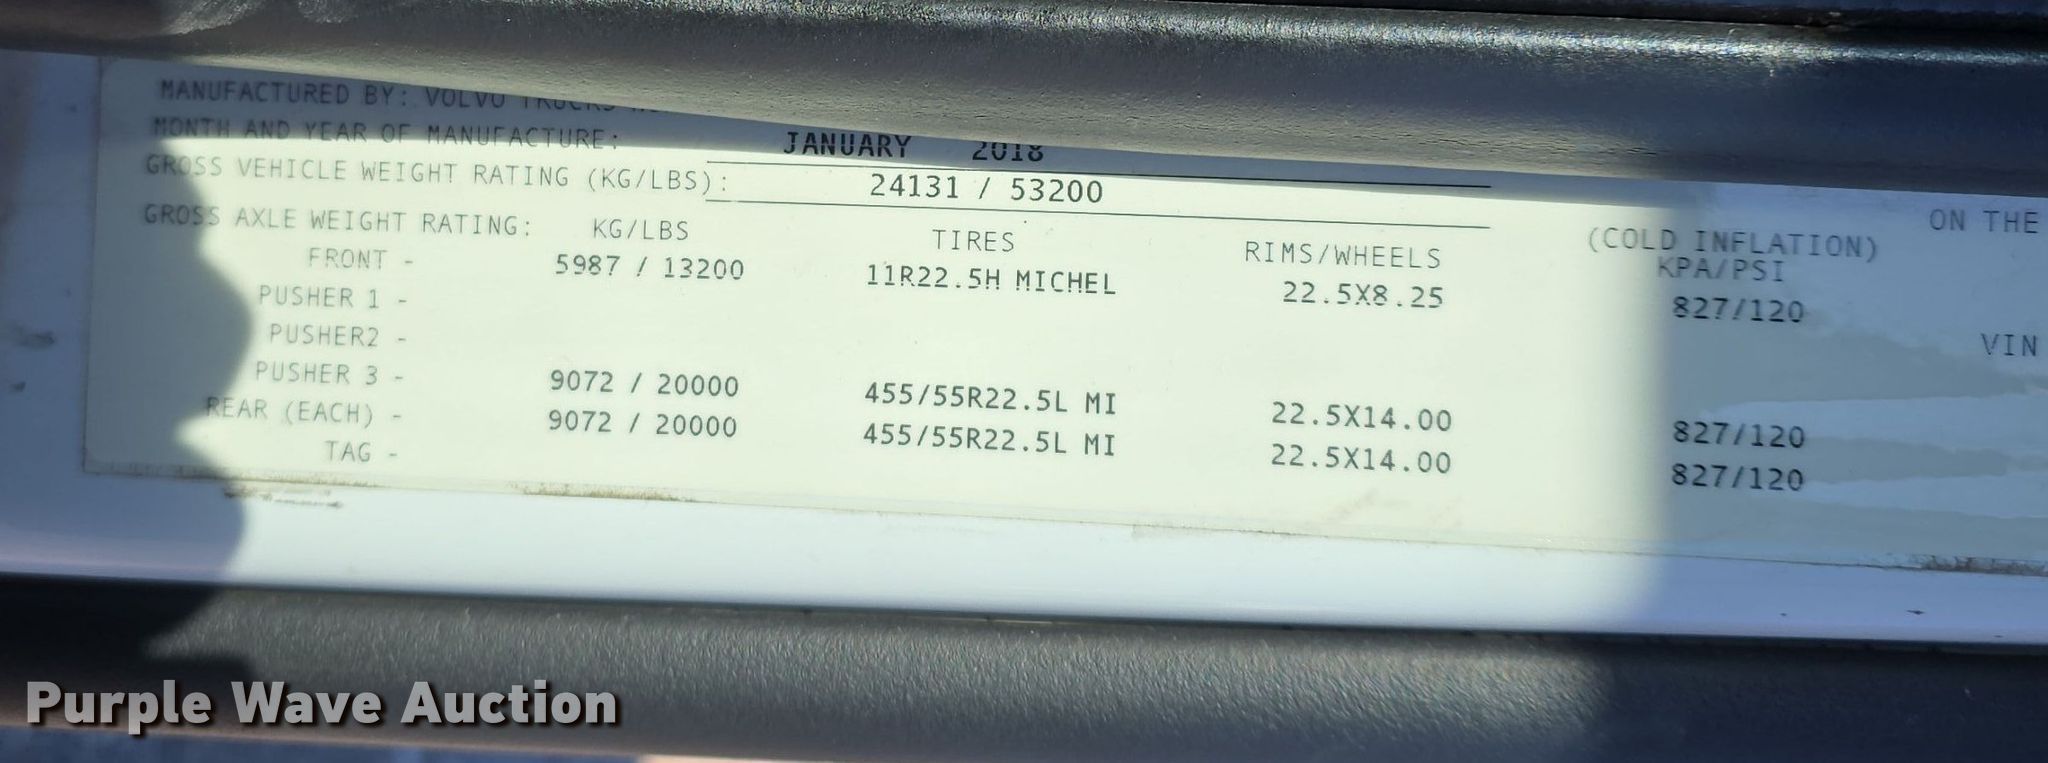 MANUFACTURED BY: VOLVO TRUCKS
MONTH AND YEAR OF MANUFACTURE: JANUARY 2018
GROSS VEHICLE WEIGHT RATING (KG/LBS): 24131 / 53200
GROSS AXLE WEIGHT RATING: KG/LBS TIRES RIMS/WHEELS (COLD INFLATION) ON THE
KPA/PSI
FRONT - 5987 / 13200 11R22.5H MICHEL 22.5X8.25 827/120
PUSHER 1 -
PUSHER2 - VIN
PUSHER 3 - 9072 / 20000 455/55R22.5L MI 22.5X14.00 827/120
REAR (EACH) - 9072 / 20000 455/55R22.5L MI 22.5X14.00 827/120
TAG -
Purple Wave Auction